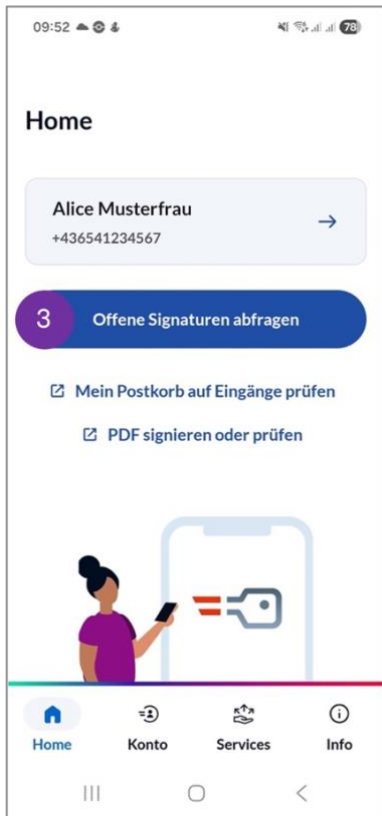 09:52
78
Home
Alice Musterfrau
+436541234567
3 Offene Signaturen abfragen
Mein Postkorb auf Eingänge prüfen
PDF signieren oder prüfen
Home Konto Services Info